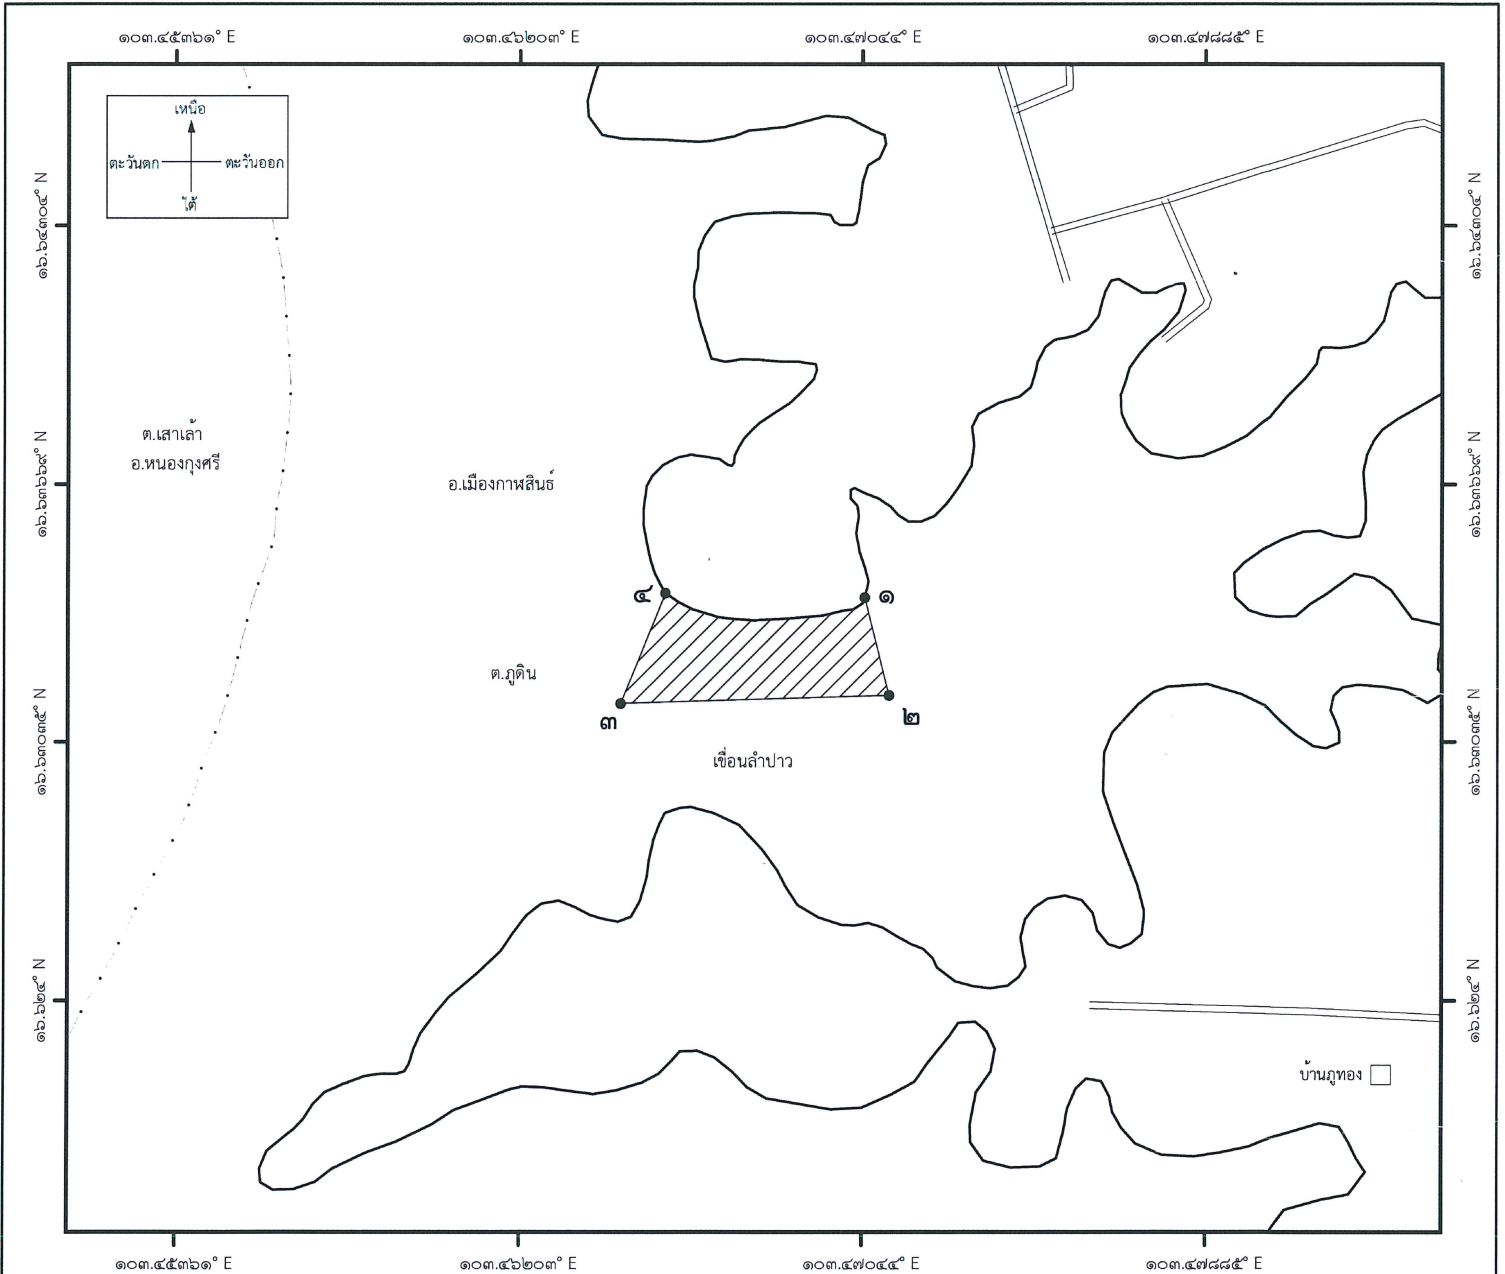 ๑๐๓.๔๕๓๖๑° E
๑๐๓.๔๖๒๐๓° E
๑๐๓.๔๗๐๔๔° E
๑๐๓.๔๗๘๘๕° E
เหนือ
ตะวันตก
ตะวันออก
ใต้
๑๖.๖๔๓๐๔° N
๑๖.๖๔๓๐๔° N
ต.เสาเล้า
อ.หนองกุงศรี
อ.เมืองกาฬสินธุ์
๑๖.๖๓๖๖๙° N
๑๖.๖๓๖๖๙° N
๔
๑
ต.ภูดิน
๓
๒
๑๖.๖๓๐๓๕° N
๑๖.๖๓๐๓๕° N
เขื่อนลำปาว
๑๖.๖๒๔° N
๑๖.๖๒๔° N
บ้านภูทอง
๑๐๓.๔๕๓๖๑° E
๑๐๓.๔๖๒๐๓° E
๑๐๓.๔๗๐๔๔° E
๑๐๓.๔๗๘๘๕° E